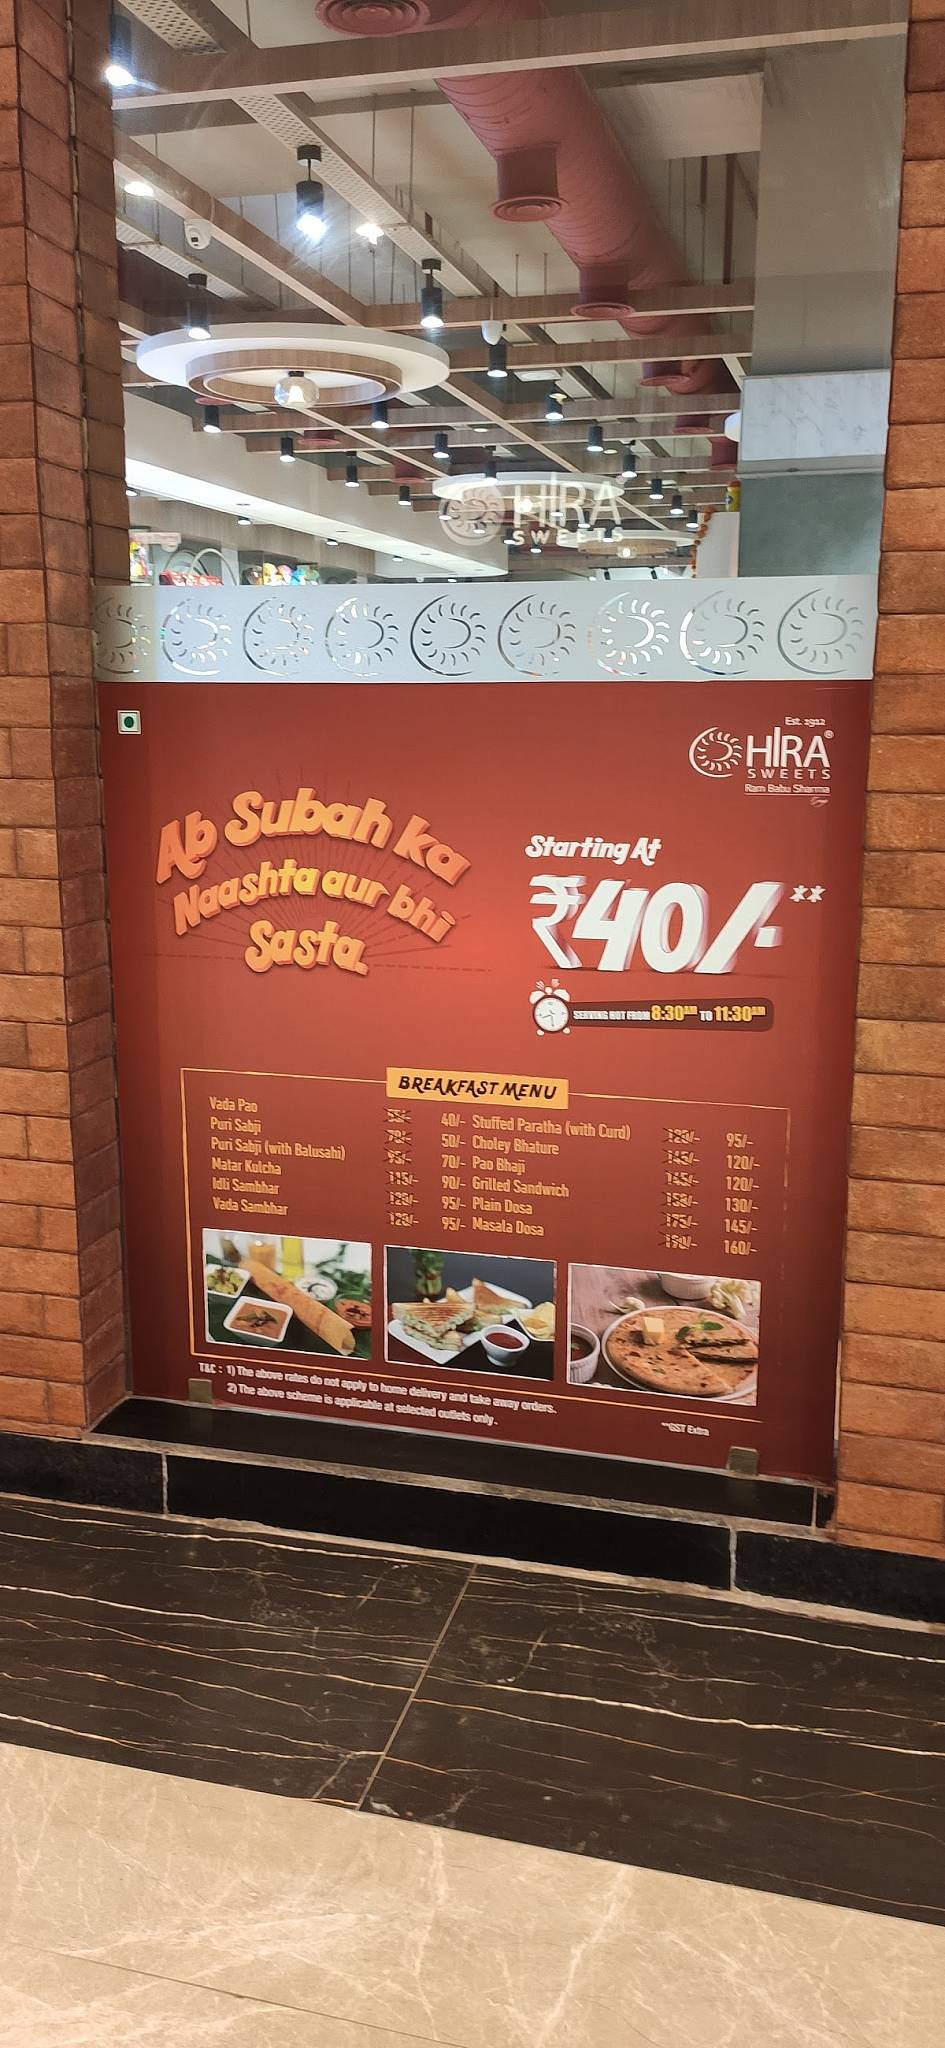 HIRA
SWEETS
Est. 1912
HIRA®
SWEETS
Ram Babu Sharma
Ab Subah ka
Naashta aur bhi
Sasta.
Starting At
₹40/-**
SERVING HOT FROM 8:30AM TO 11:30AM
BREAKFAST MENU
Vada Pao 55/- 40/-
Puri Sabji 70/- 50/-
Puri Sabji (with Balusahi) 95/- 70/-
Matar Kulcha 115/- 90/-
Idli Sambhar 120/- 95/-
Vada Sambhar 120/- 95/-
Stuffed Paratha (with Curd) 120/- 95/-
Choley Bhature 145/- 120/-
Pao Bhaji 145/- 120/-
Grilled Sandwich 150/- 130/-
Plain Dosa 175/- 145/-
Masala Dosa 190/- 160/-
T&C : 1) The above rates do not apply to home delivery and take away orders.
2) The above scheme is applicable at selected outlets only.
**GST Extra